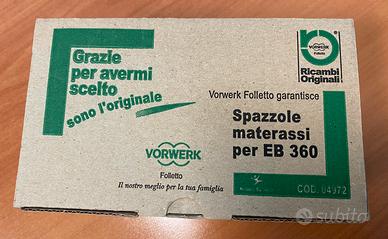 Grazie
per avermi
scelto
sono l'originale
VORWERK
Folletto
Ricambi
Originali
Vorwerk Folletto garantisce
Spazzole
materassi
per EB 360
VORWERK
Folletto
Il nostro meglio per la tua famiglia
COD. 04972
subito